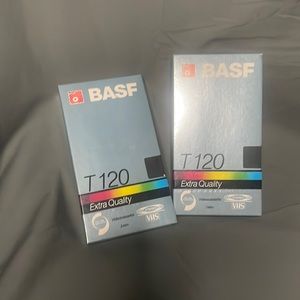 BASF
T 120
Extra Quality
VHS
BASF
T 120
Extra Quality
VHS